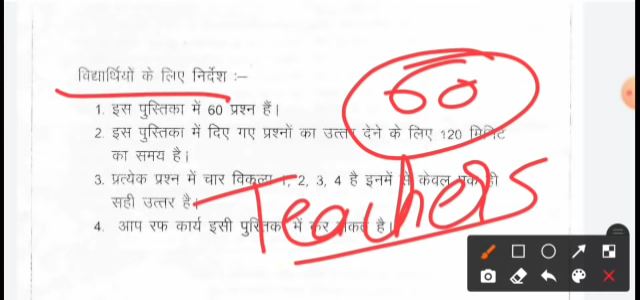 विद्यार्थियों के लिए निर्देश :–
60
1. इस पुस्तिका में 60 प्रश्न हैं।
2. इस पुस्तिका में दिए गए प्रश्नों का उत्तर देने के लिए 120 मिनिट
का समय है।
3. प्रत्येक प्रश्न में चार विकल्प 1, 2, 3, 4 है इनमें से केवल एक ही
सही उत्तर है।
Teachers
4. आप रफ कार्य इसी पुस्तिका में कर सकते है।